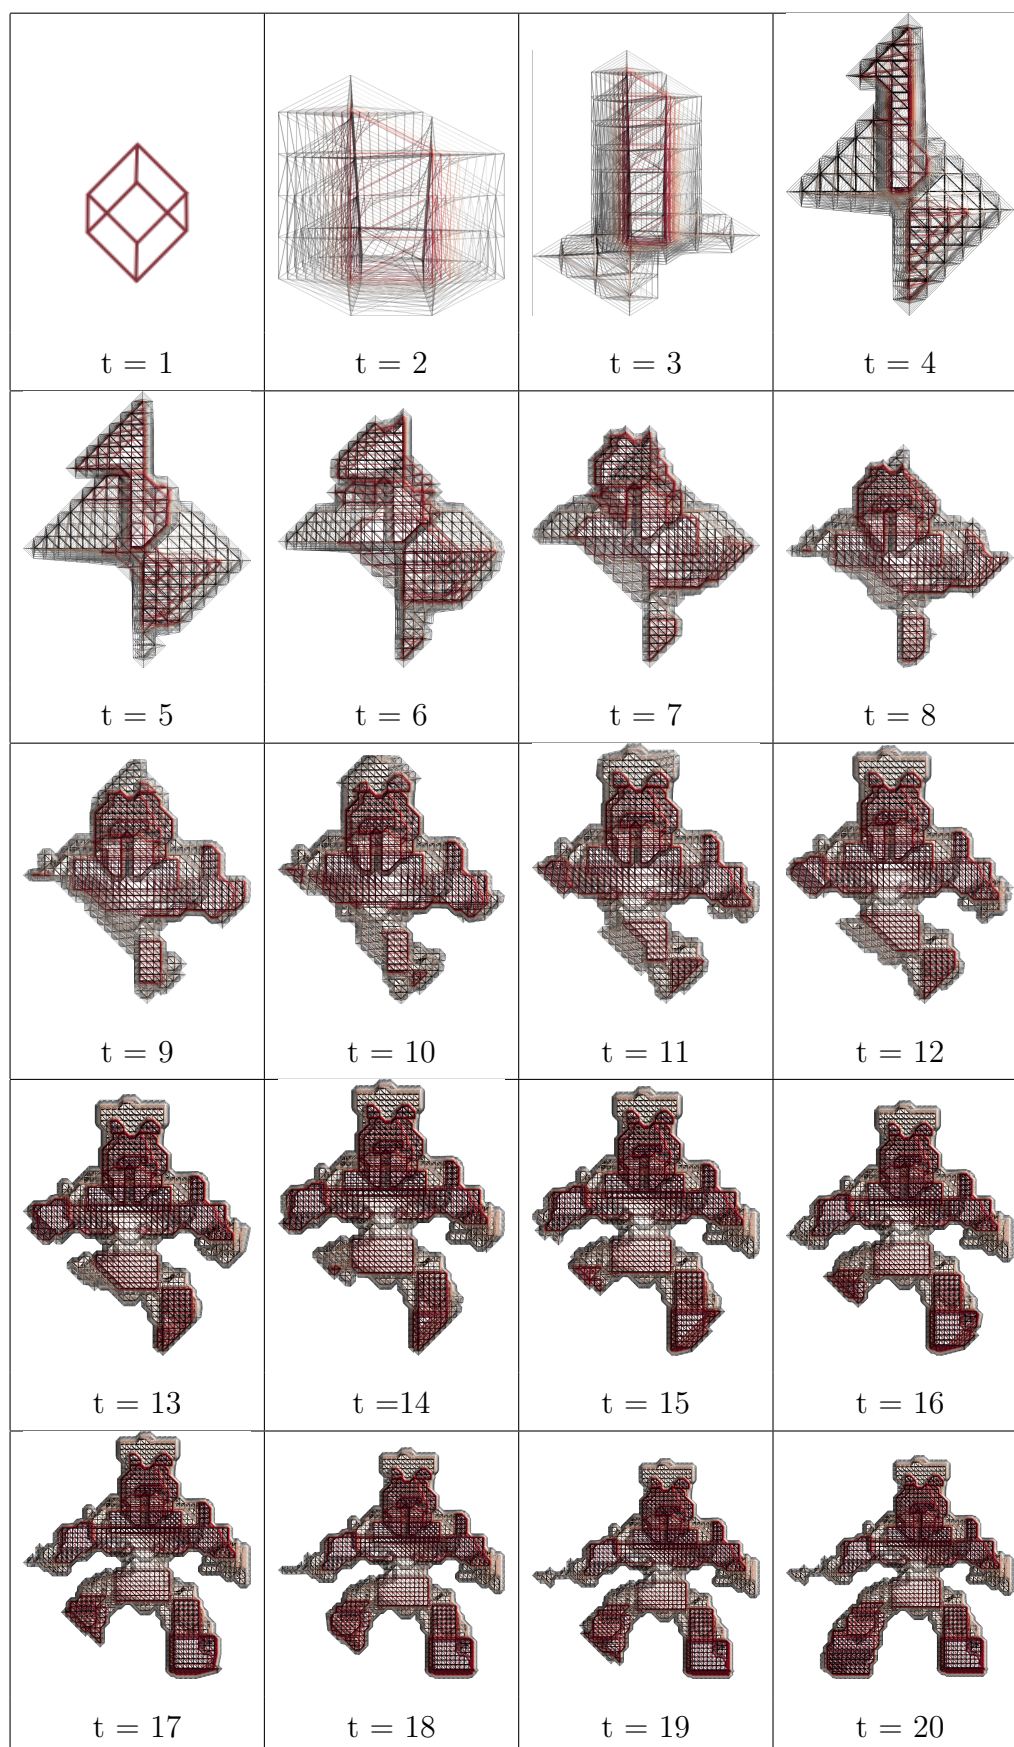 t = 1 t = 2 t = 3 t = 4
t = 5 t = 6 t = 7 t = 8
t = 9 t = 10 t = 11 t = 12
t = 13 t =14 t = 15 t = 16
t = 17 t = 18 t = 19 t = 20